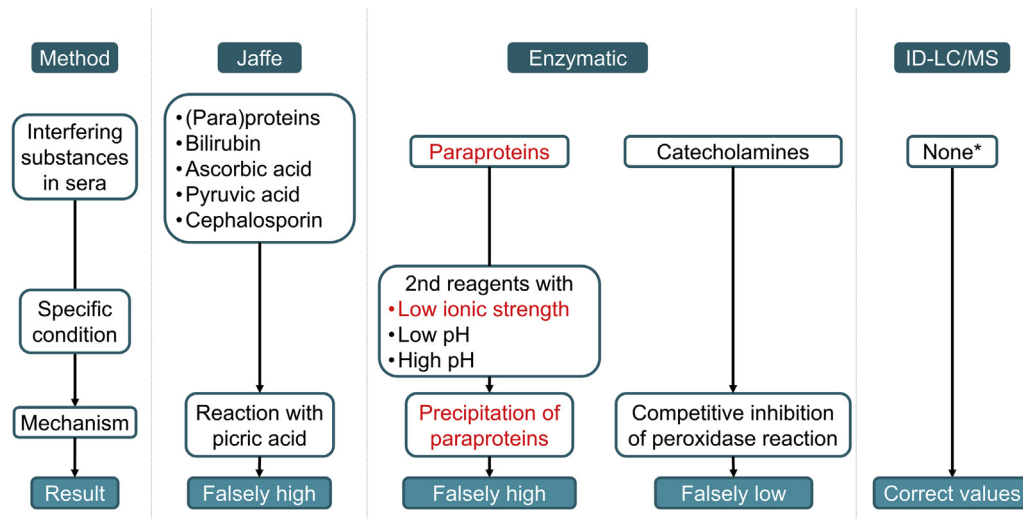 Method
Jaffe
Enzymatic
ID-LC/MS
Interfering
substances
in sera
•(Para)proteins
•Bilirubin
•Ascorbic acid
•Pyruvic acid
•Cephalosporin
Paraproteins
Catecholamines
None*
Specific
condition
2nd reagents with
•Low ionic strength
•Low pH
•High pH
Mechanism
Reaction with
picric acid
Precipitation of
paraproteins
Competitive inhibition
of peroxidase reaction
Result
Falsely high
Falsely high
Falsely low
Correct values